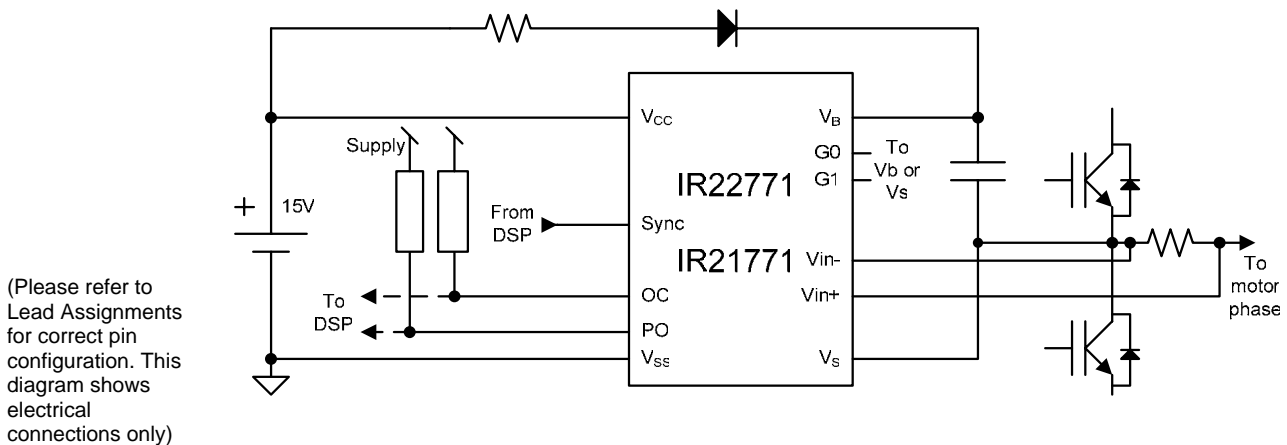 VCC
VB
Supply
G0
G1
To
Vb or
Vs
IR22771
+ 15V
From
DSP
Sync
IR21771
Vin-
Vin+
To
motor
phase
(Please refer to
Lead Assignments
for correct pin
configuration. This
diagram shows
electrical
connections only)
To
DSP
OC
PO
VSS
VS